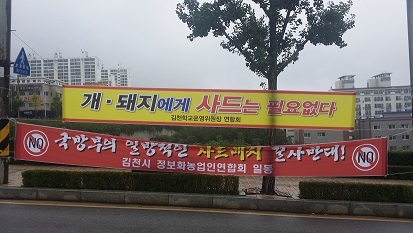 개·돼지에게 사드는 필요없다
김천학교운영위원장 연합회
NO 국방부의 일방적인 사드배치 결사반대! NO
김천시 정보화농업인연합회 일동